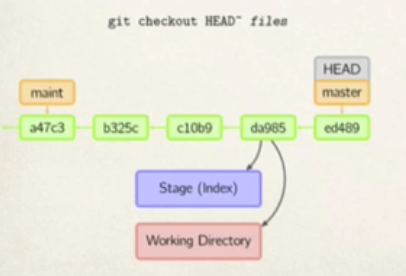 git checkout HEAD~ files
HEAD
maint
master
a47c3
b325c
c10b9
da985
ed489
Stage (Index)
Working Directory